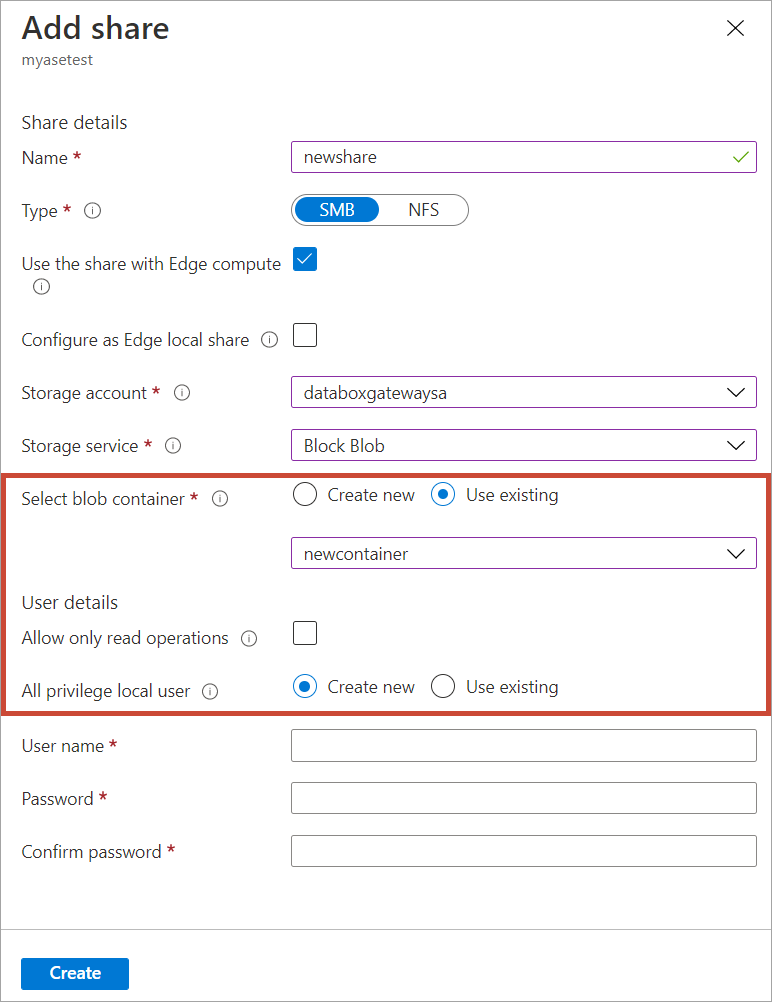 Add share
myasetest
Share details
Name *
newshare
Type *
SMB NFS
Use the share with Edge compute
Configure as Edge local share
Storage account *
databoxgatewaysa
Storage service *
Block Blob
Select blob container *
Create new Use existing
newcontainer
User details
Allow only read operations
All privilege local user
Create new Use existing
User name *
Password *
Confirm password *
Create